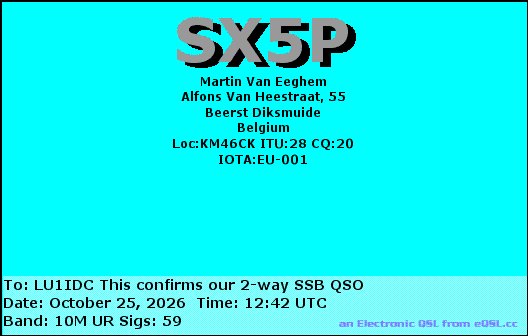 SX5P
Martin Van Eeghem
Alfons Van Heestraat, 55
Beerst Diksmuide
Belgium
Loc:KM46CK ITU:28 CQ:20
IOTA:EU-001
To: LU1IDC This confirms our 2-way SSB QSO
Date: October 25, 2026 Time: 12:42 UTC
Band: 10M UR Sigs: 59
an Electronic QSL from eQSL.cc